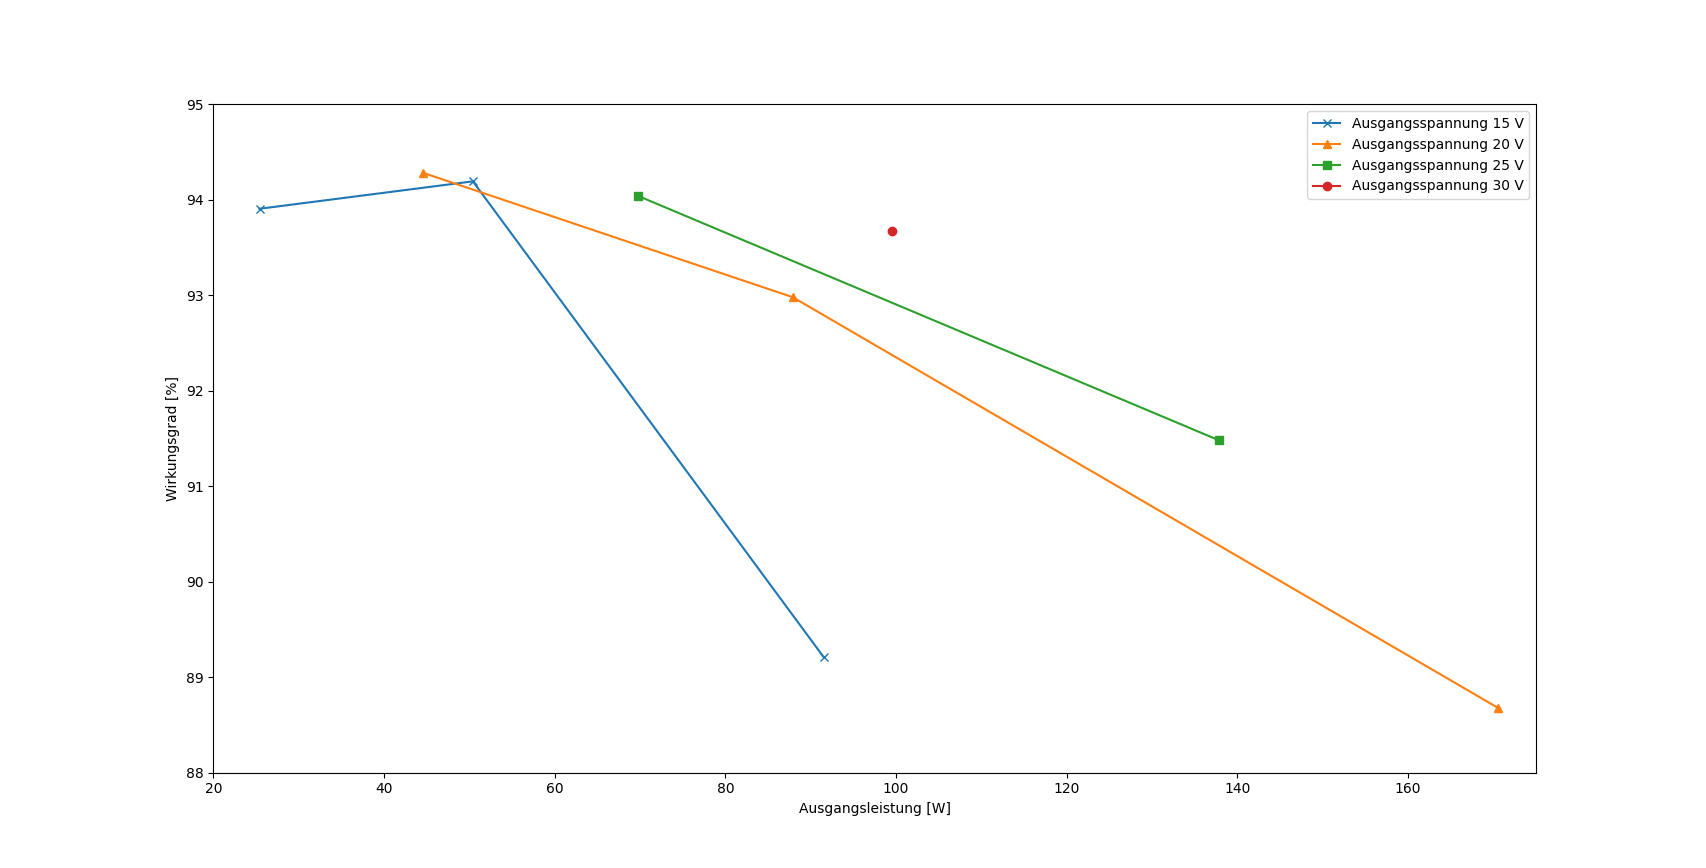 95
94
93
92
91
90
89
88
20 40 60 80 100 120 140 160
Ausgangsleistung [W]
Wirkungsgrad [%]
Ausgangsspannung 15 V
Ausgangsspannung 20 V
Ausgangsspannung 25 V
Ausgangsspannung 30 V